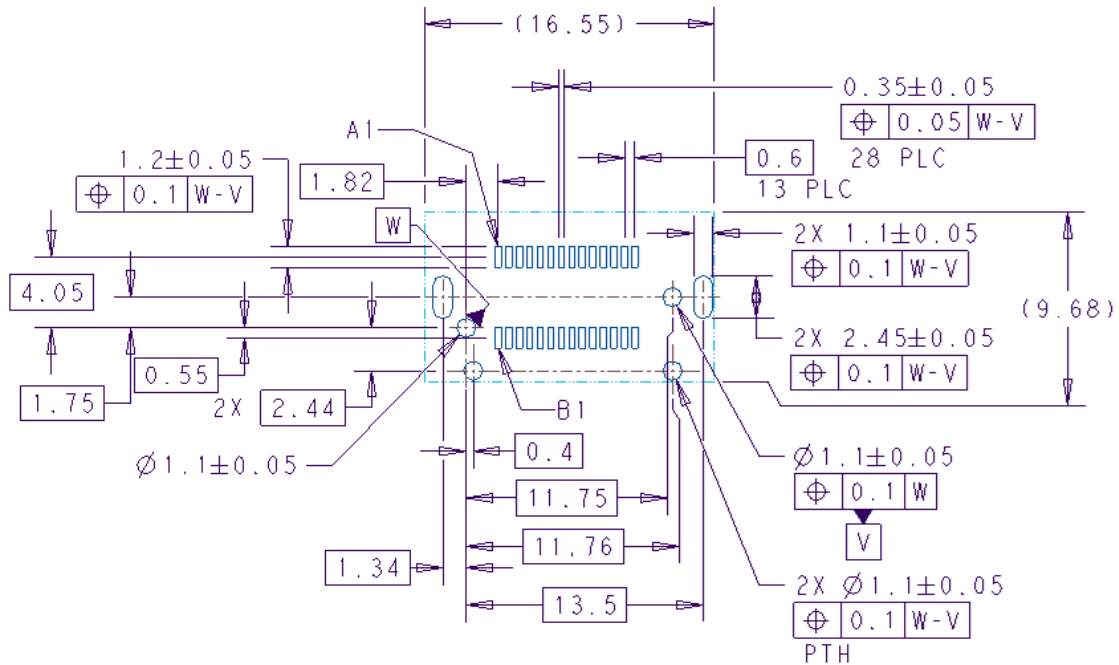 (16.55)
0.35±0.05
⌖ 0.05 W-V
28 PLC
A1
1.2±0.05
⌖ 0.1 W-V
1.82
0.6
13 PLC
W
2X 1.1±0.05
⌖ 0.1 W-V
4.05
(9.68)
2X 2.45±0.05
⌖ 0.1 W-V
0.55
1.75
2X 2.44
B1
0.4
Ø1.1±0.05
Ø1.1±0.05
⌖ 0.1 W
V
11.75
11.76
1.34
13.5
2X Ø1.1±0.05
⌖ 0.1 W-V
PTH